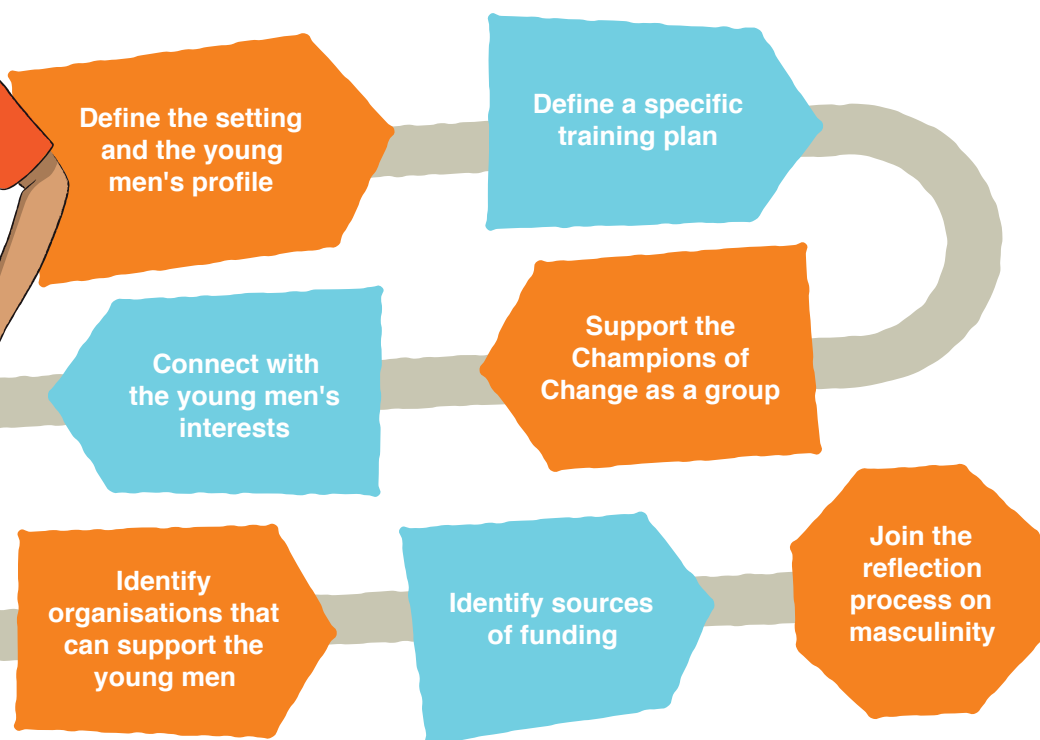 Define the setting
and the young
men's profile
Define a specific
training plan
Support the
Champions of
Change as a group
Connect with
the young men's
interests
Identify
organisations that
can support the
young men
Identify sources
of funding
Join the
reflection
process on
masculinity